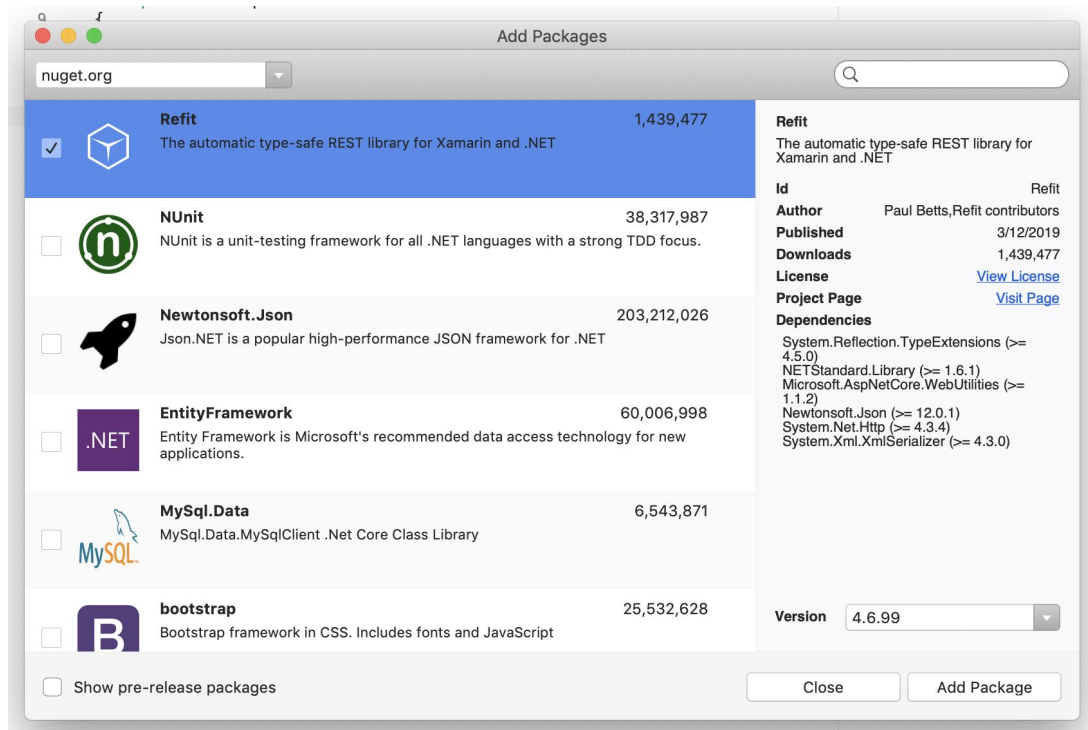 9 {
Add Packages
nuget.org
Refit 1,439,477
The automatic type-safe REST library for Xamarin and .NET
NUnit 38,317,987
NUnit is a unit-testing framework for all .NET languages with a strong TDD focus.
Newtonsoft.Json 203,212,026
Json.NET is a popular high-performance JSON framework for .NET
.NET
EntityFramework 60,006,998
Entity Framework is Microsoft's recommended data access technology for new
applications.
MySQL
MySql.Data 6,543,871
MySql.Data.MySqlClient .Net Core Class Library
B
bootstrap 25,532,628
Bootstrap framework in CSS. Includes fonts and JavaScript
Refit
The automatic type-safe REST library for
Xamarin and .NET
Id Refit
Author Paul Betts,Refit contributors
Published 3/12/2019
Downloads 1,439,477
License View License
Project Page Visit Page
Dependencies
System.Reflection.TypeExtensions (>=
4.5.0)
NETStandard.Library (>= 1.6.1)
Microsoft.AspNetCore.WebUtilities (>=
1.1.2)
Newtonsoft.Json (>= 12.0.1)
System.Net.Http (>= 4.3.4)
System.Xml.XmlSerializer (>= 4.3.0)
Version 4.6.99
Show pre-release packages
Close
Add Package